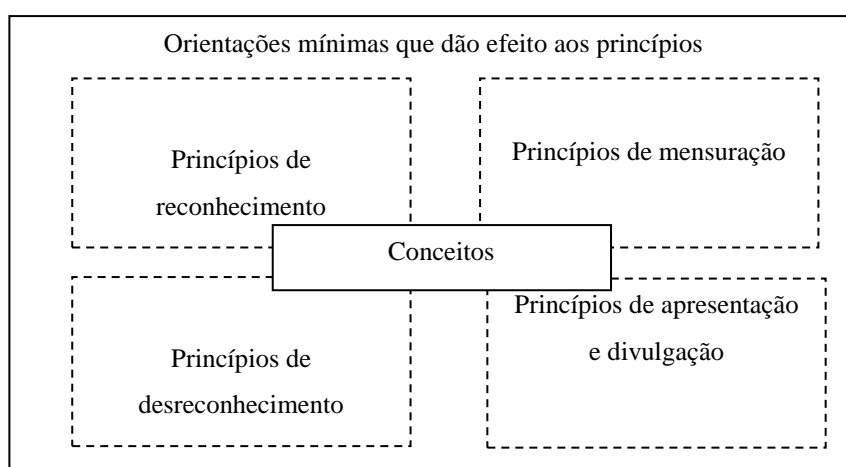 Orientações mínimas que dão efeito aos princípios
Princípios de
reconhecimento
Princípios de mensuração
Conceitos
Princípios de
desreconhecimento
Princípios de apresentação
e divulgação